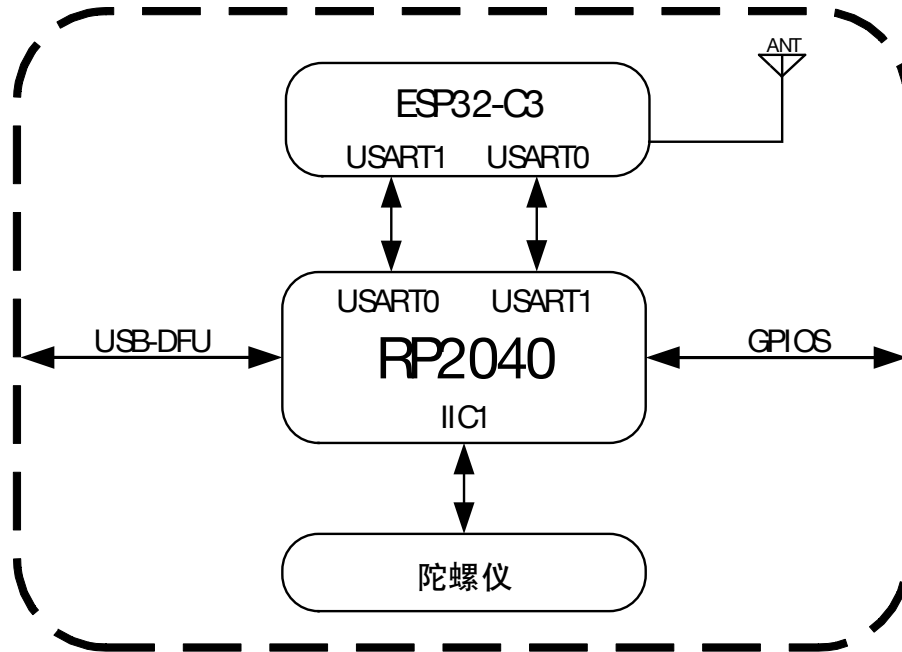 ANT
ESP32-C3
USART1 USART0
USART0 USART1
USB-DFU
RP2040
GPIOS
IIC1
陀螺仪